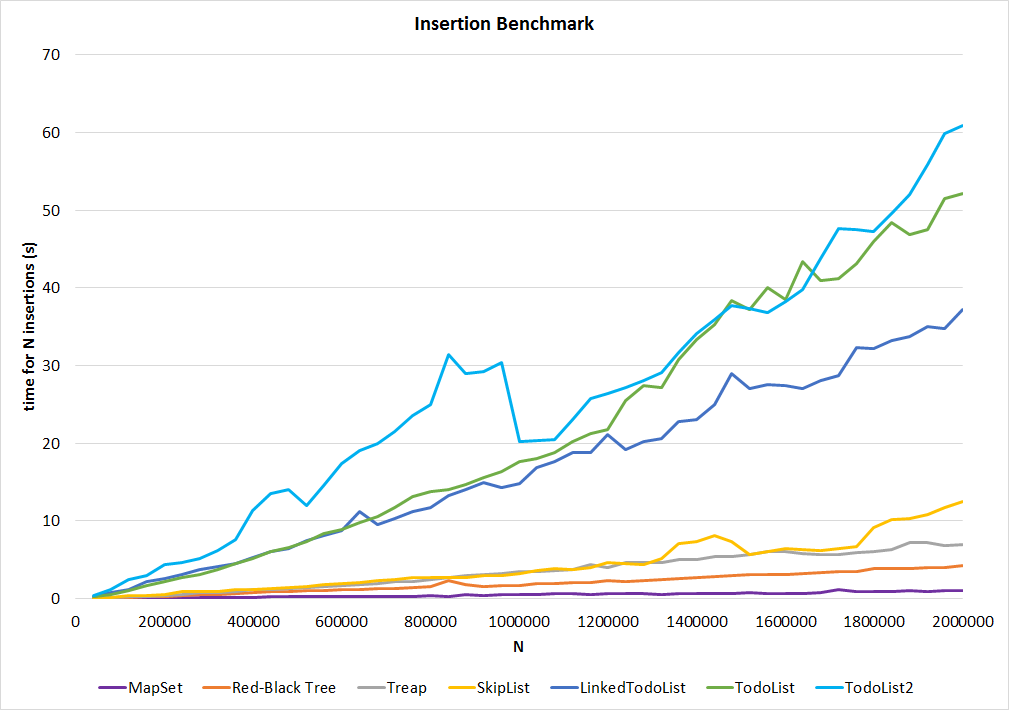 Insertion Benchmark
70
60
50
40
30
20
10
0
time for N insertions (s)
0 200000 400000 600000 800000 1000000 1200000 1400000 1600000 1800000 2000000
N
MapSet Red-Black Tree Treap SkipList LinkedTodoList TodoList TodoList2